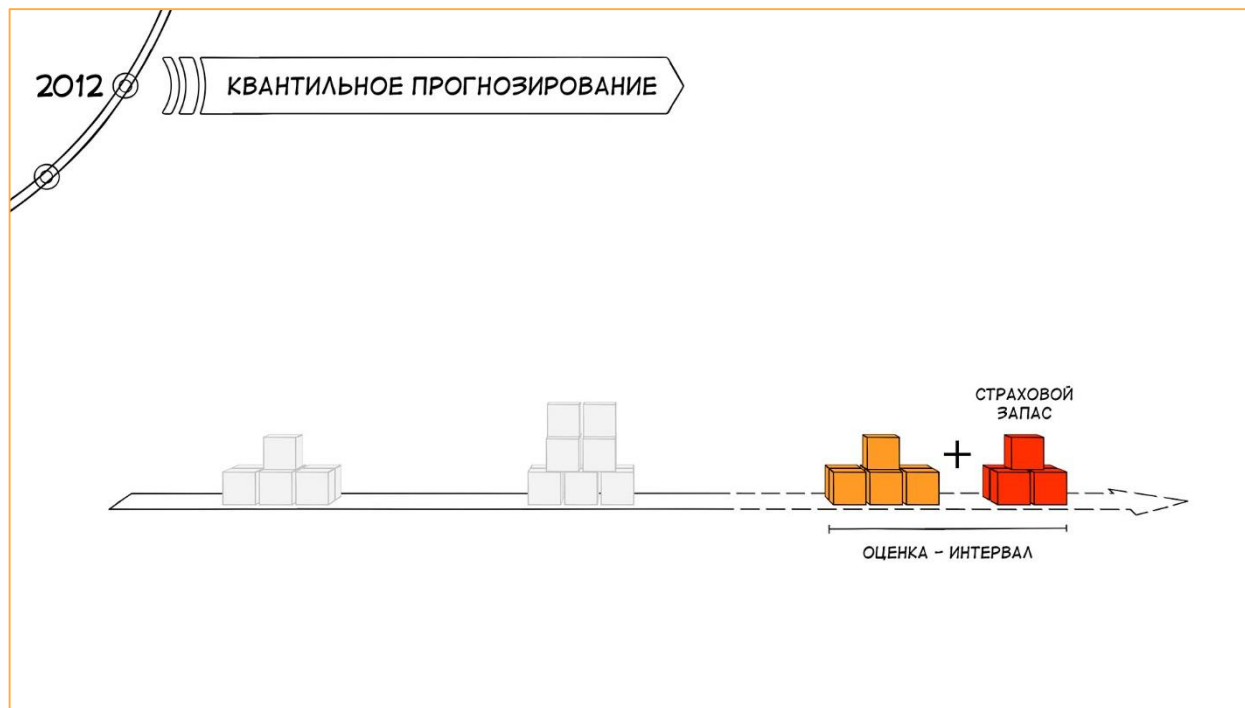 2012
КВАНТИЛЬНОЕ ПРОГНОЗИРОВАНИЕ
СТРАХОВОЙ
ЗАПАС
+
ОЦЕНКА - ИНТЕРВАЛ